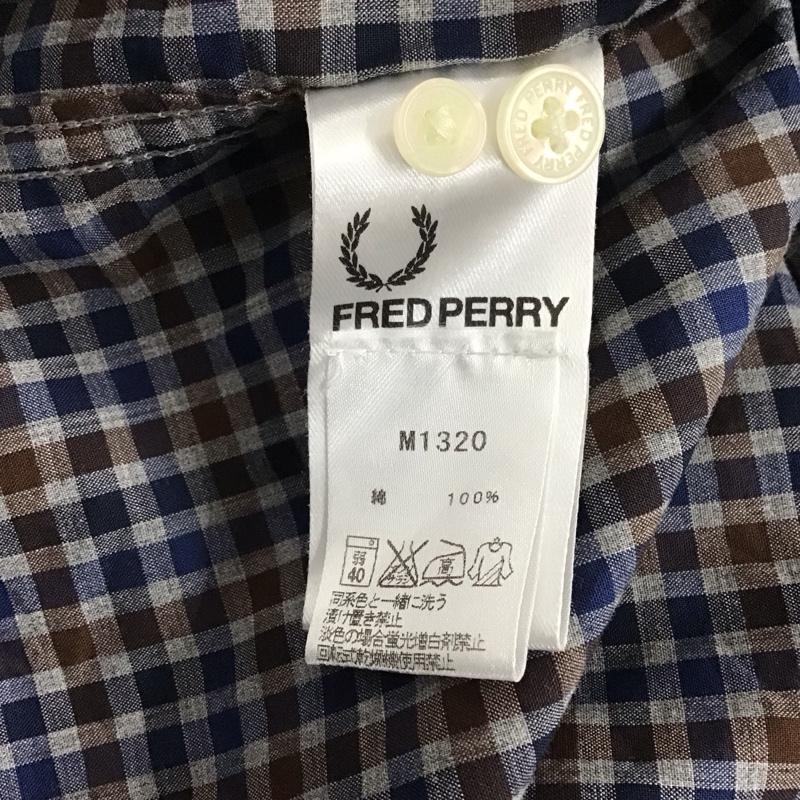 FRED PERRY FRED PERRY
FRED PERRY
M1320
綿 100%
弱 高
40
同系色と一緒に洗う
漬け置き禁止
淡色の場合蛍光増白剤禁止
回転式乾燥機使用禁止